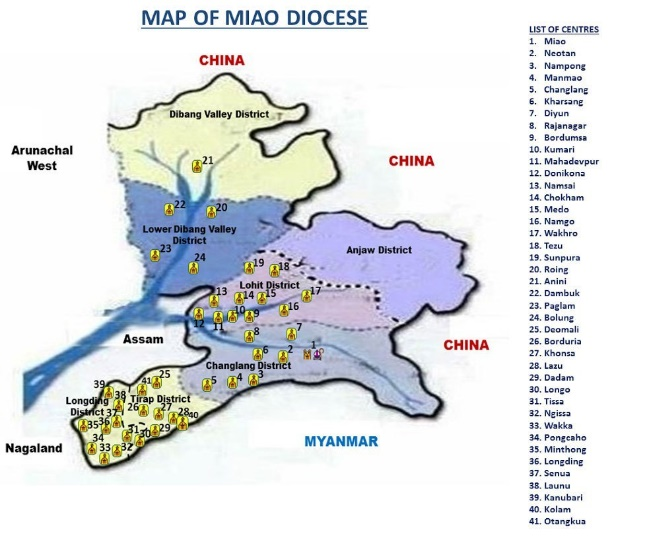 MAP OF MIAO DIOCESE
CHINA
Dibang Valley District
Arunachal
West
CHINA
21
22
20
Lower Dibang Valley
District
Anjaw District
23
24
19
18
Lohit District
13
14
15
17
16
12
11
10
9
Assam
8
7
CHINA
6
2
1
Changlang District
5
4
3
25
41
39
38
Longding
District
Tirap District
37
26
27
28
40
35
36
31
30
29
34
33
32
Nagaland
MYANMAR
LIST OF CENTRES
1. Miao
2. Neotan
3. Nampong
4. Manmao
5. Changlang
6. Kharsang
7. Diyun
8. Rajanagar
9. Bordumsa
10. Kumari
11. Mahadevpur
12. Donikona
13. Namsai
14. Chokham
15. Medo
16. Namgo
17. Wakhro
18. Tezu
19. Sunpura
20. Roing
21. Anini
22. Dambuk
23. Paglam
24. Bolung
25. Deomali
26. Borduria
27. Khonsa
28. Lazu
29. Dadam
30. Longo
31. Tissa
32. Ngissa
33. Wakka
34. Pongchao
35. Minthong
36. Longding
37. Senua
38. Launu
39. Kanubari
40. Kolam
41. Otangkua